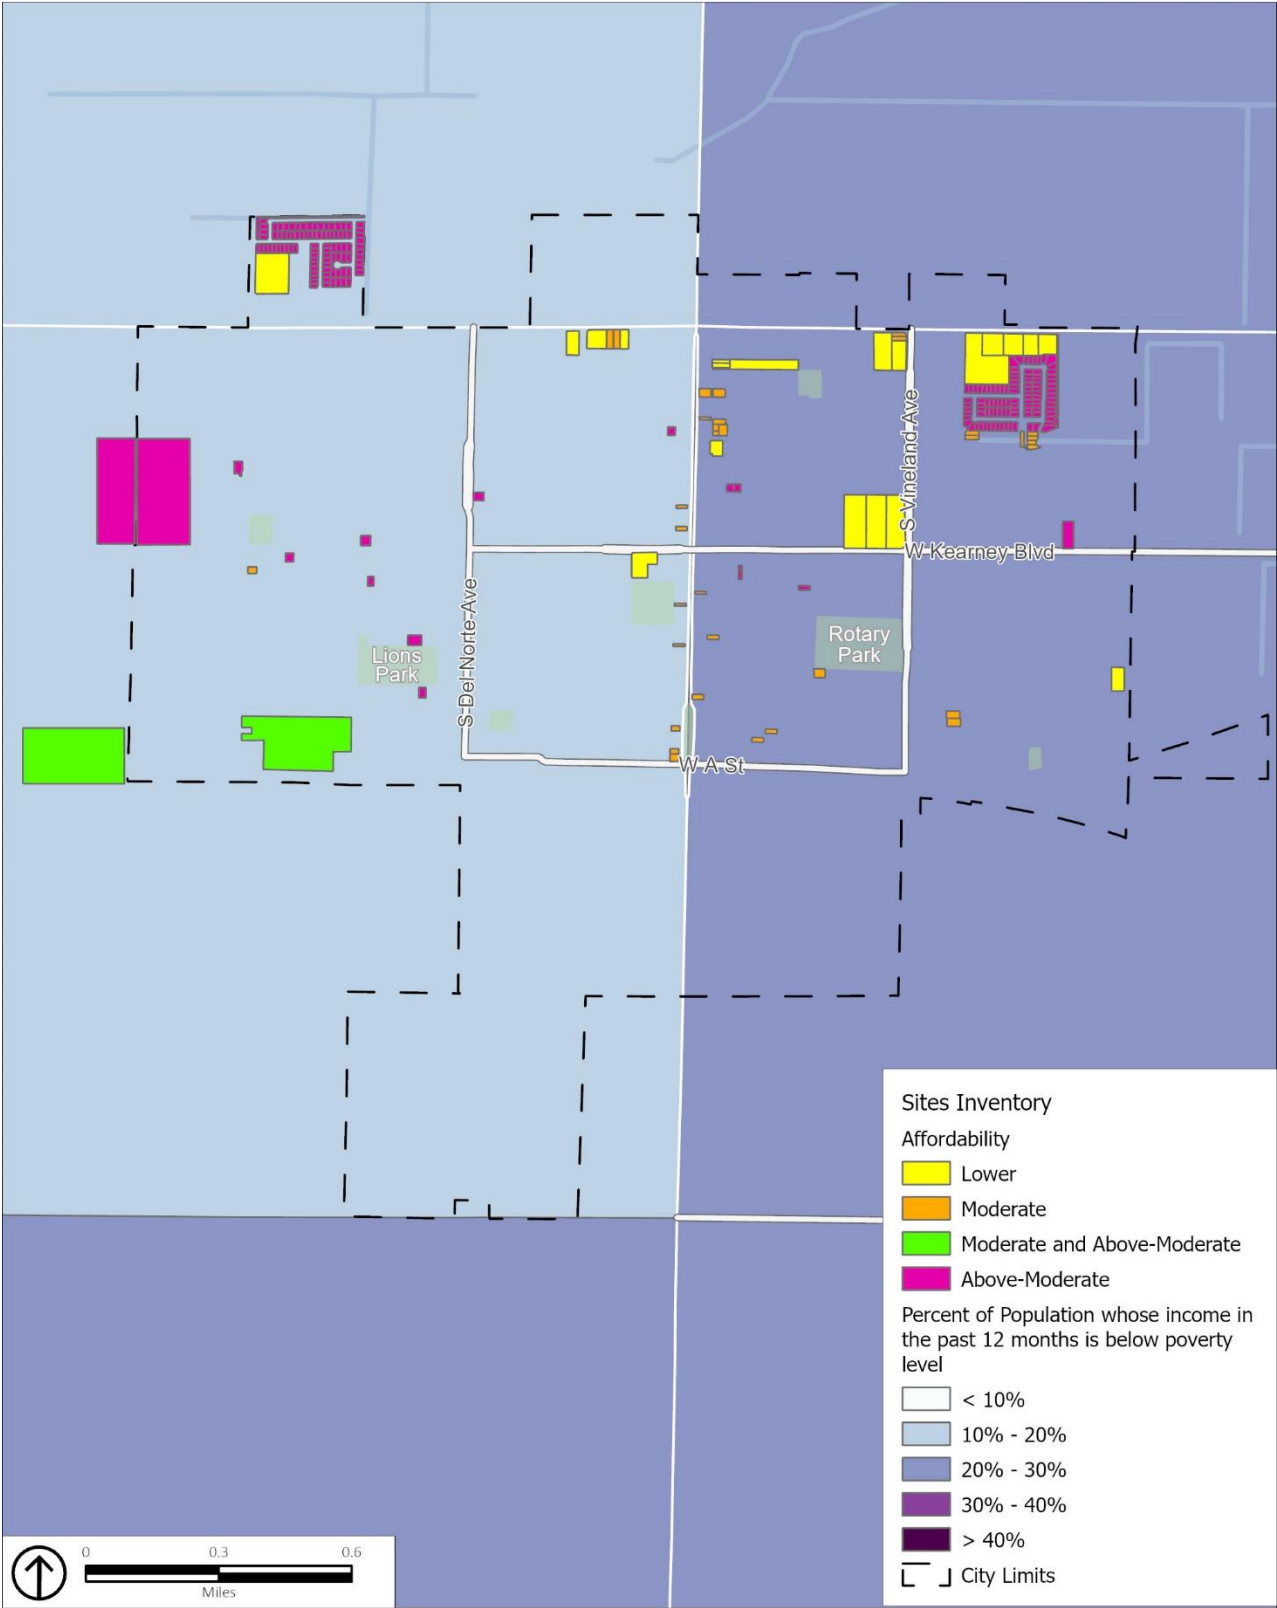 S Vineland Ave
W Kearney Blvd
S Del Norte Ave
Rotary
Park
Lions
Park
W A St
Sites Inventory
Affordability
Lower
Moderate
Moderate and Above-Moderate
Above-Moderate
Percent of Population whose income in
the past 12 months is below poverty
level
< 10%
10% - 20%
20% - 30%
30% - 40%
> 40%
City Limits
0 0.3 0.6
Miles